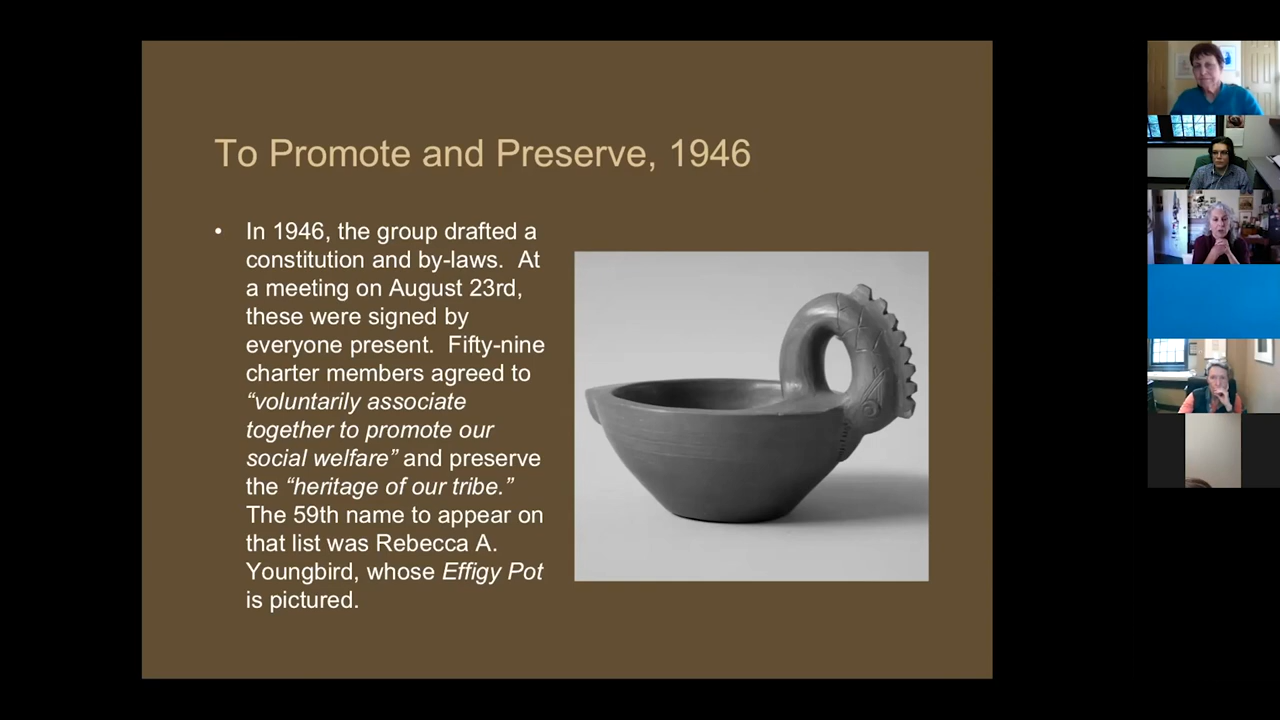 To Promote and Preserve, 1946
• In 1946, the group drafted a
constitution and by-laws.  At
a meeting on August 23rd,
these were signed by
everyone present.  Fifty-nine
charter members agreed to
“voluntarily associate
together to promote our
social welfare” and preserve
the “heritage of our tribe.”
The 59th name to appear on
that list was Rebecca A.
Youngbird, whose Effigy Pot
is pictured.